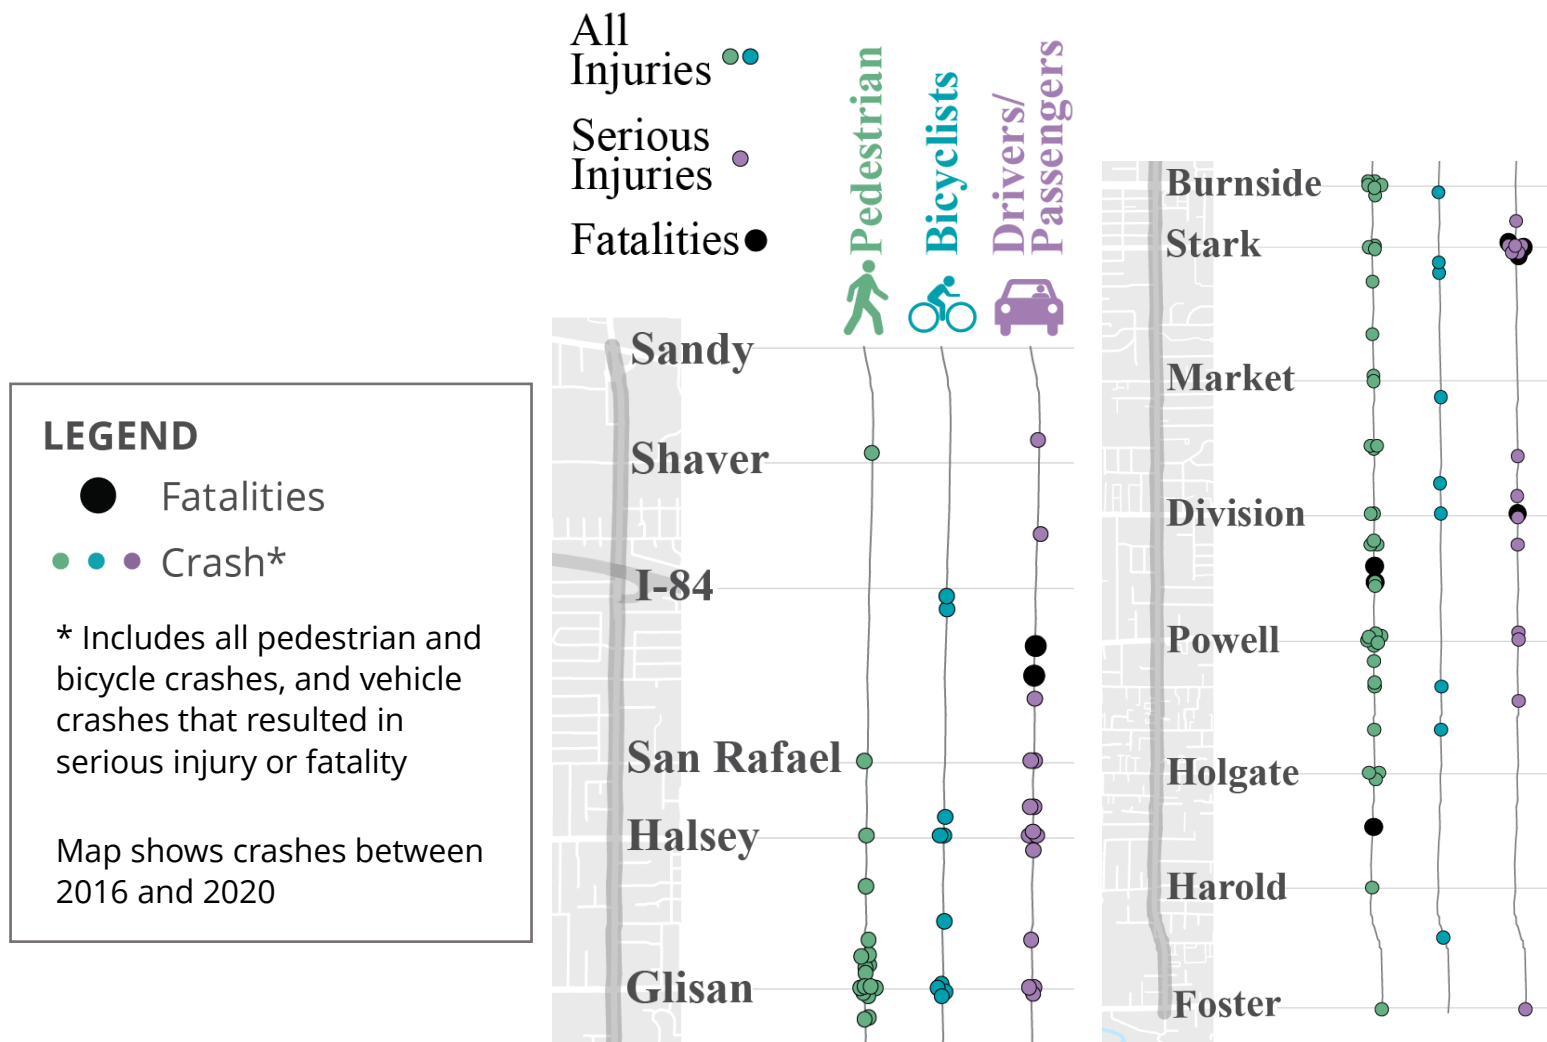 All
Injuries
Serious
Injuries
Fatalities
Pedestrian
Bicyclists
Drivers/
Passengers
LEGEND
Fatalities
Crash*
* Includes all pedestrian and
bicycle crashes, and vehicle
crashes that resulted in
serious injury or fatality
Map shows crashes between
2016 and 2020
Sandy
Shaver
I-84
San Rafael
Halsey
Glisan
Burnside
Stark
Market
Division
Powell
Holgate
Harold
Foster